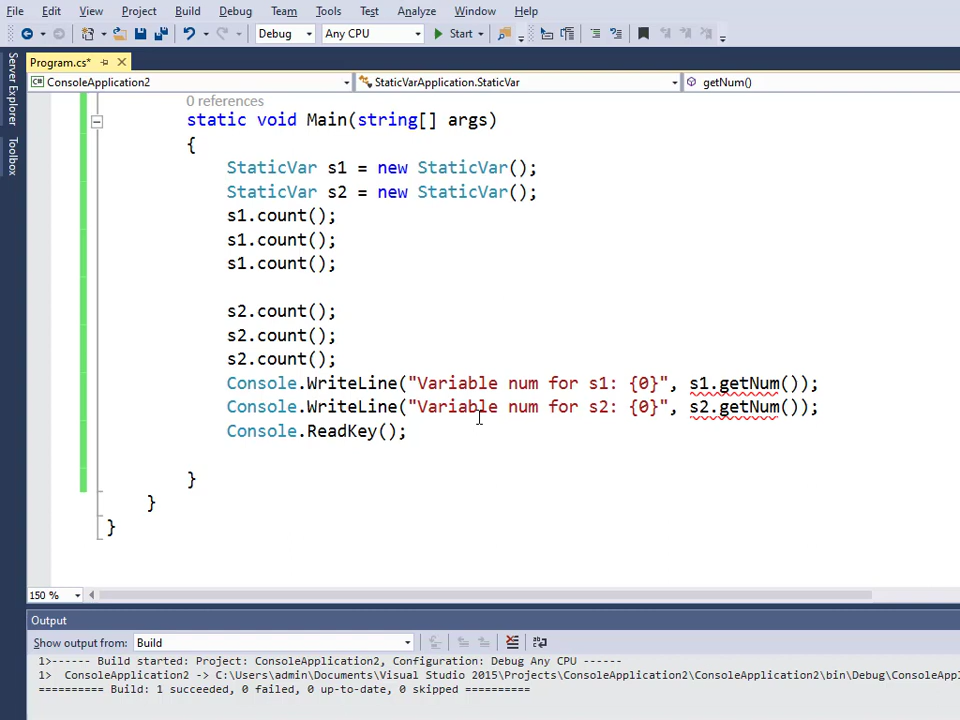 File Edit View Project Build Debug Team Tools Test Analyze Window Help
Debug Any CPU Start
Program.cs*
ConsoleApplication2 StaticVarApplication.StaticVar getNum()
Server Explorer
Toolbox
0 references
static void Main(string[] args)
{
StaticVar s1 = new StaticVar();
StaticVar s2 = new StaticVar();
s1.count();
s1.count();
s1.count();
s2.count();
s2.count();
s2.count();
Console.WriteLine("Variable num for s1: {0}", s1.getNum());
Console.WriteLine("Variable num for s2: {0}", s2.getNum());
Console.ReadKey();
}
}
}
150 %
Output
Show output from: Build
1>------ Build started: Project: ConsoleApplication2, Configuration: Debug Any CPU ------
1> ConsoleApplication2 -> C:\Users\admin\Documents\Visual Studio 2015\Projects\ConsoleApplication2\ConsoleApplication2\bin\Debug\ConsoleAppl
========== Build: 1 succeeded, 0 failed, 0 up-to-date, 0 skipped ==========